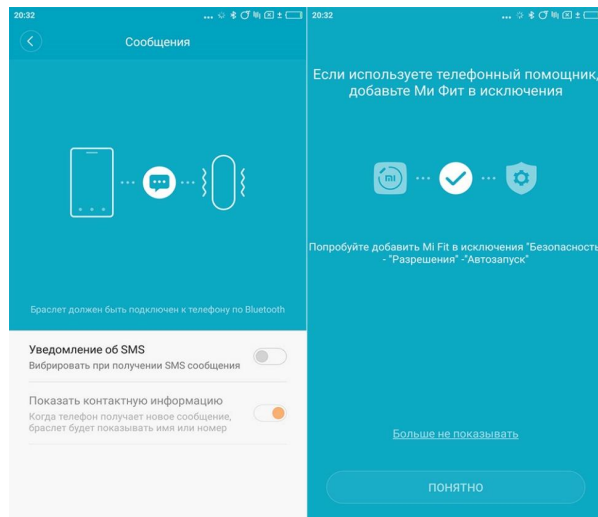 20:32
Сообщения
Браслет должен быть подключен к телефону по Bluetooth
Уведомление об SMS
Вибрировать при получении SMS сообщения
Показать контактную информацию
Когда телефон получает новое сообщение,
браслет будет показывать имя или номер
20:32
Если используете телефонный помощник,
добавьте Ми Фит в исключения
Попробуйте добавить Mi Fit в исключения "Безопасность
- "Разрешения" -"Автозапуск"
Больше не показывать
ПОНЯТНО